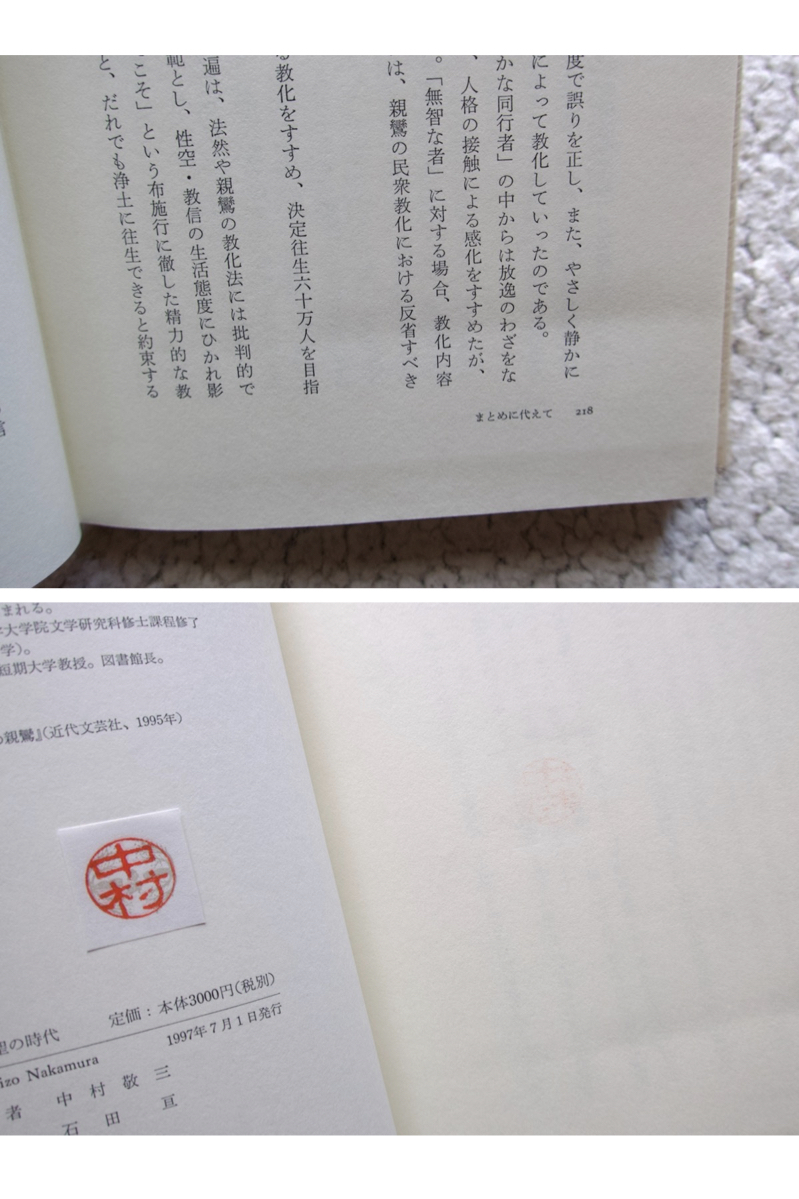 度で誤りを正し、また、やさしく静かに
によって教化していったのである。
かな同行者」の中からは放逸のわざをな
、人格の接触による感化をすすめたが、
。「無智な者」に対する場合、教化内容
は、親鸞の民衆教化における反省すべき
る教化をすすめ、決定往生六十万人を目指
遍は、法然や親鸞の教化法には批判的で
範とし、性空・教信の生活態度にひかれ影
こそ」という布施行に徹した精力的な教
と、だれでも浄土に往生できると約束する
まとめに代えて 218
まれる。
大学院文学研究科修士課程修了
学)。
短期大学教授。図書館長。
親鸞』(近代文芸社、1995年)
中村
定価：本体3000円(税別)
の時代
1997年7月1日発行
izo Nakamura
者 中村敬三
石田 亘